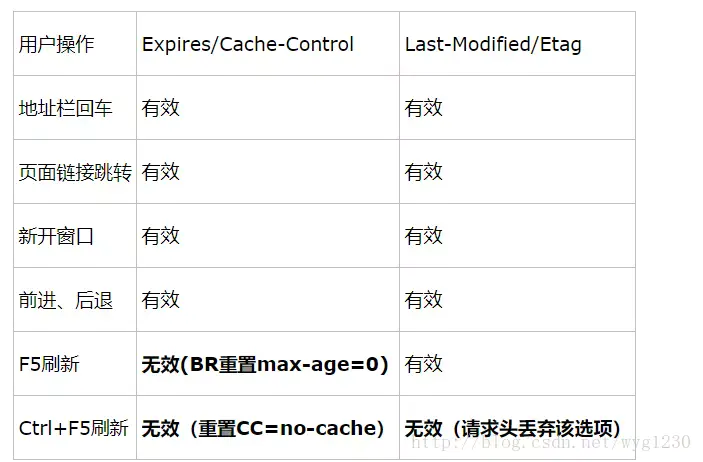 用户操作 Expires/Cache-Control Last-Modified/Etag
地址栏回车 有效 有效
页面链接跳转 有效 有效
新开窗口 有效 有效
前进、后退 有效 有效
F5刷新 无效(BR重置max-age=0) 有效
Ctrl+F5刷新 无效（重置CC=no-cache） 无效（请求头丢弃该选项）
http://blog.csdn.net/wyg1230